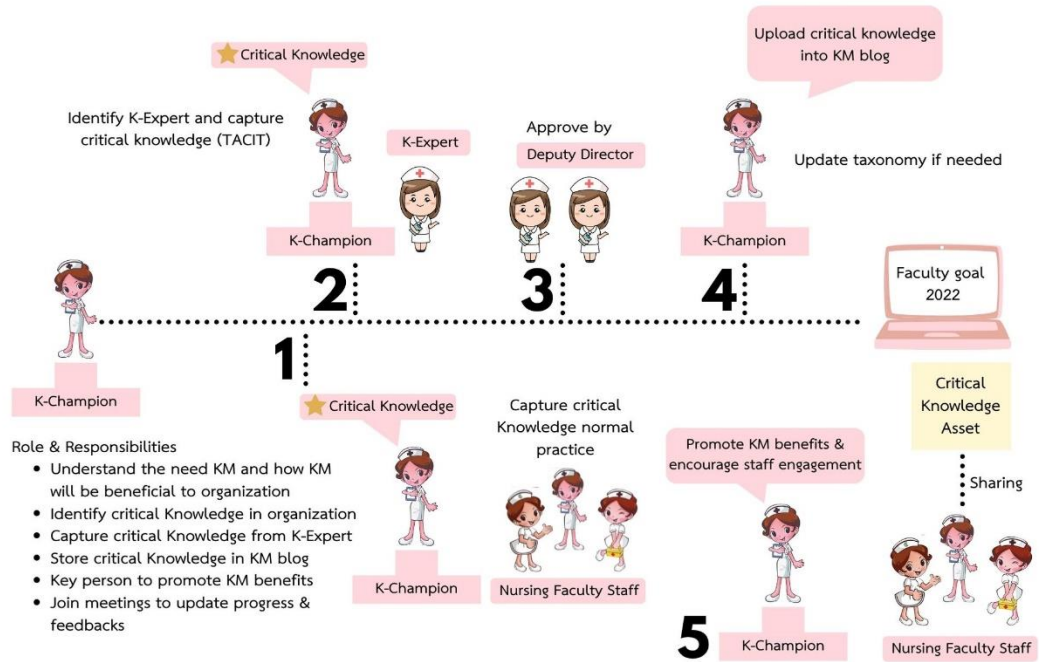 Critical Knowledge
Identify K-Expert and capture
critical knowledge (TACIT)
K-Expert
K-Champion
2
Approve by
Deputy Director
3
Upload critical knowledge
into KM blog
Update taxonomy if needed
K-Champion
4
Faculty goal
2022
K-Champion
Role & Responsibilities
• Understand the need KM and how KM
will be beneficial to organization
• Identify critical Knowledge in organization
• Capture critical Knowledge from K-Expert
• Store critical Knowledge in KM blog
• Key person to promote KM benefits
• Join meetings to update progress &
feedbacks
1
Critical Knowledge
K-Champion
Capture critical
Knowledge normal
practice
Nursing Faculty Staff
Promote KM benefits &
encourage staff engagement
5
K-Champion
Critical
Knowledge
Asset
Sharing
Nursing Faculty Staff